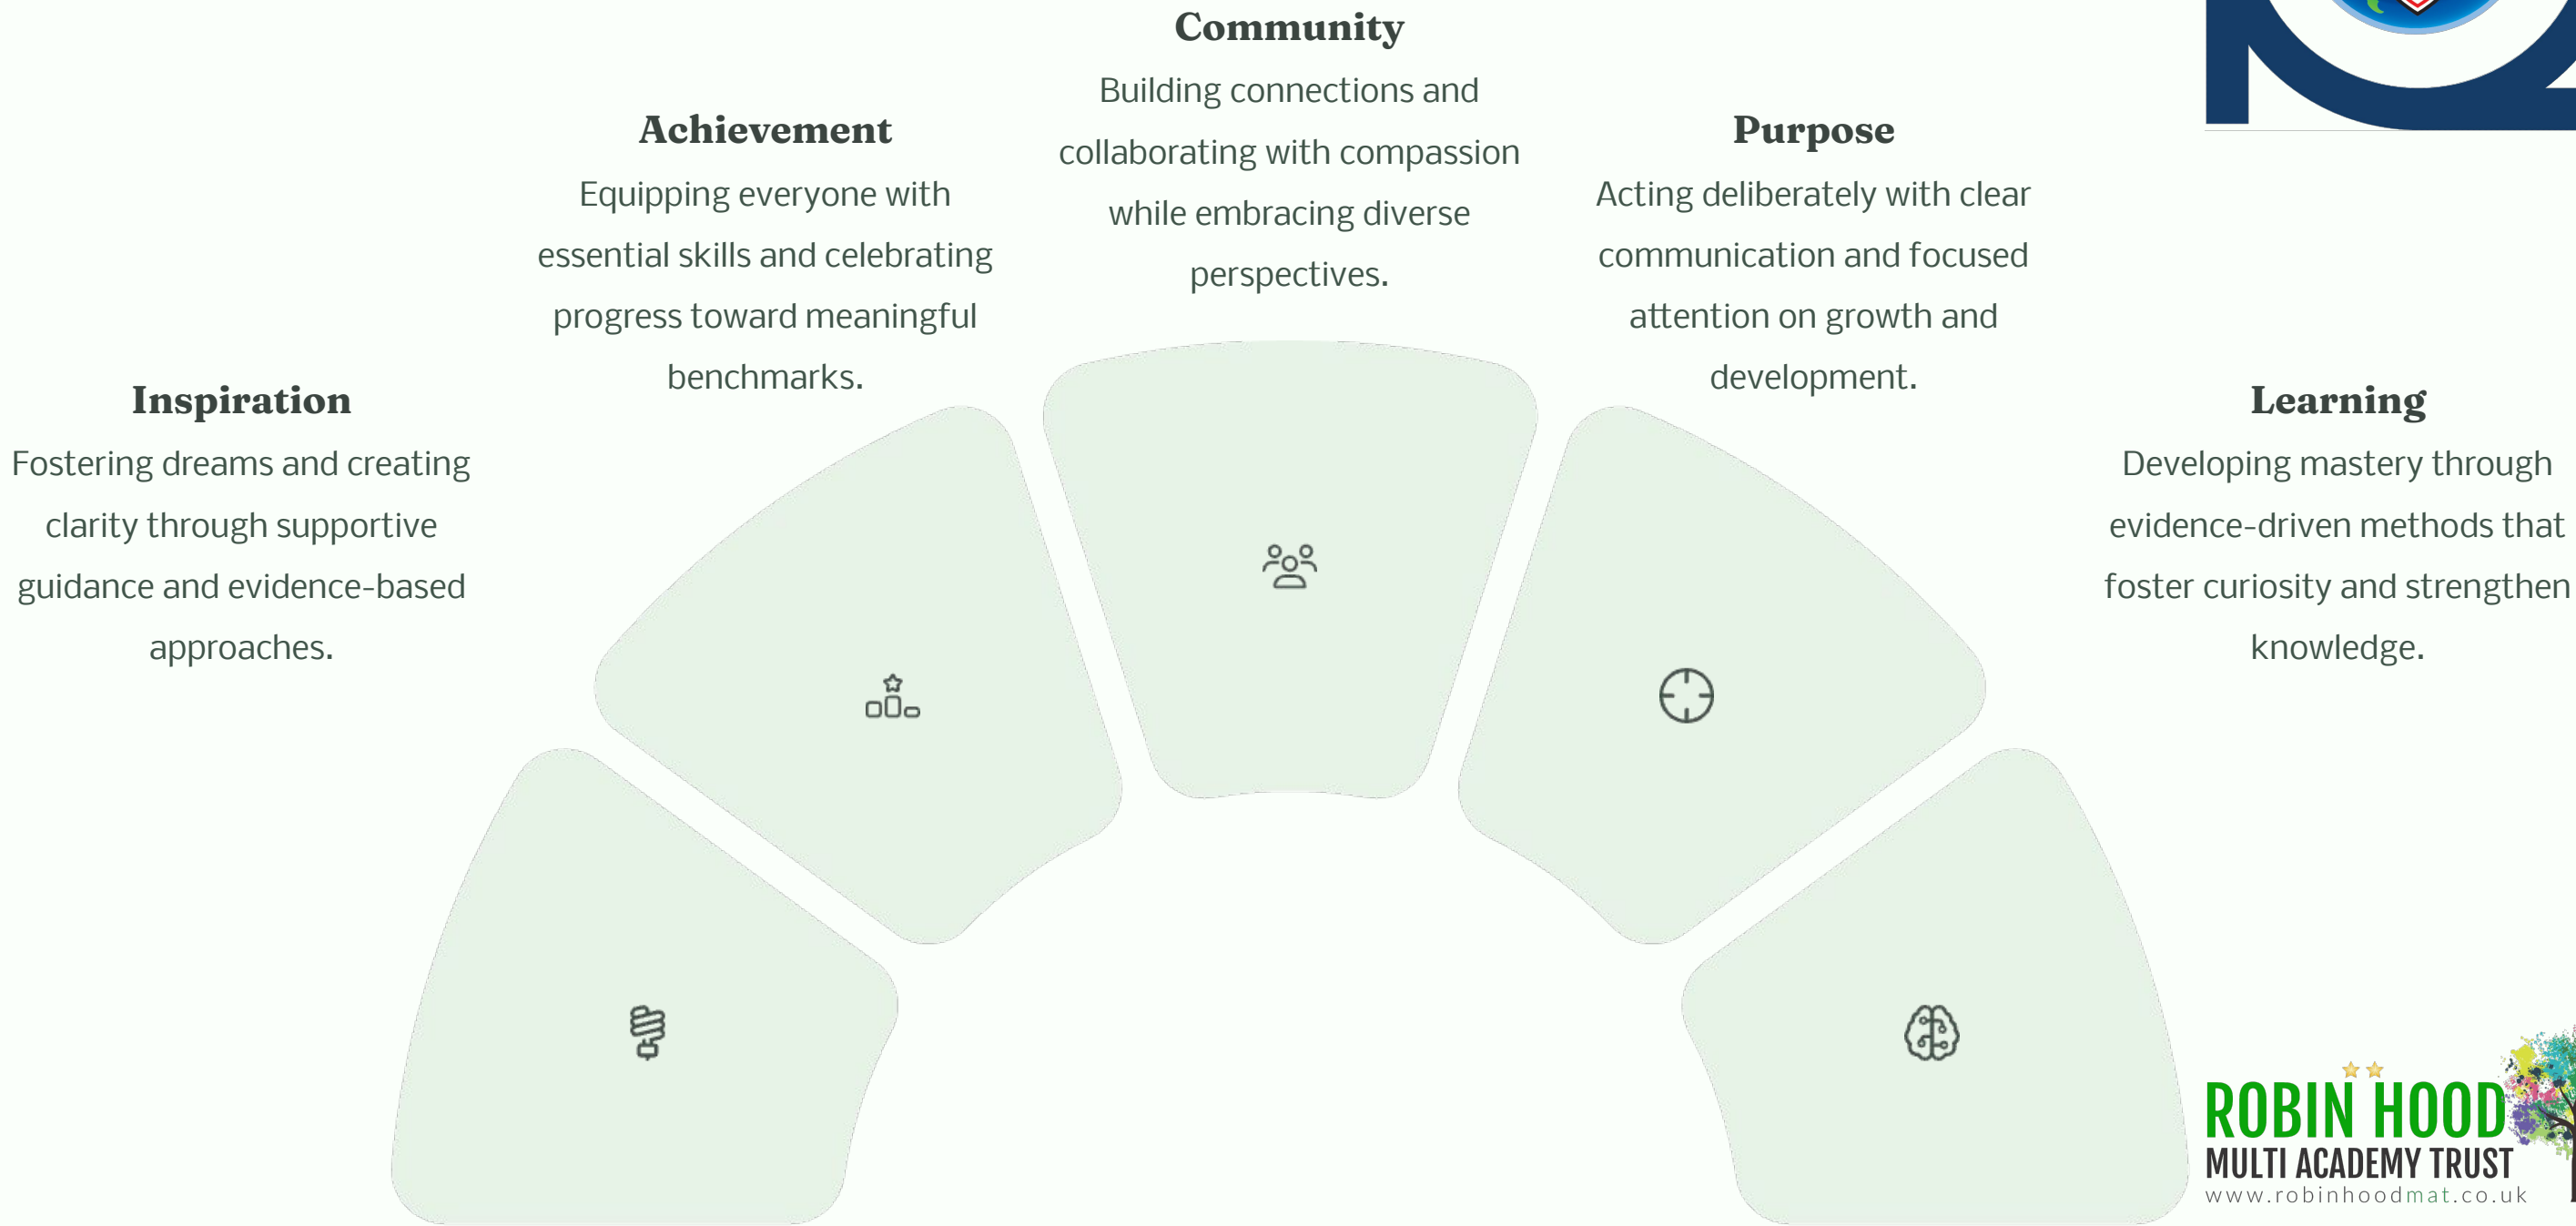 Community
Building connections and
collaborating with compassion
while embracing diverse
perspectives.
Achievement
Equipping everyone with
essential skills and celebrating
progress toward meaningful
benchmarks.
Purpose
Acting deliberately with clear
communication and focused
attention on growth and
development.
Inspiration
Fostering dreams and creating
clarity through supportive
guidance and evidence-based
approaches.
Learning
Developing mastery through
evidence-driven methods that
foster curiosity and strengthen
knowledge.
ROBIN HOOD
MULTI ACADEMY TRUST
www.robinhoodmat.co.uk